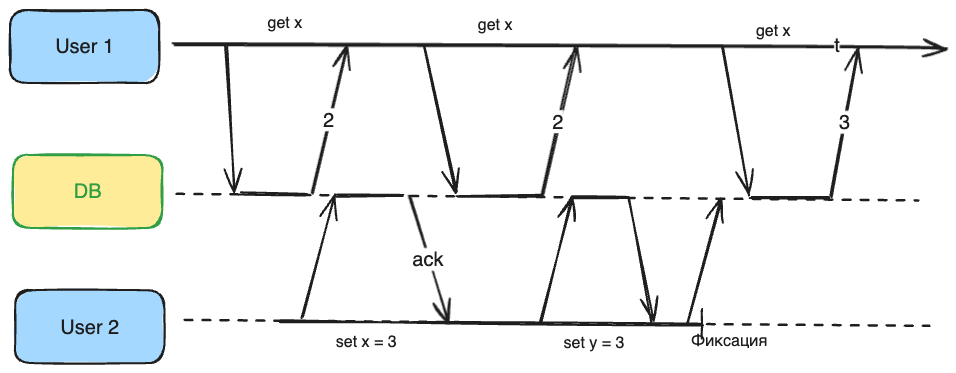 get x
get x
get x
User 1
t
2
2
3
DB
ack
User 2
set x = 3
set y = 3
Фиксация